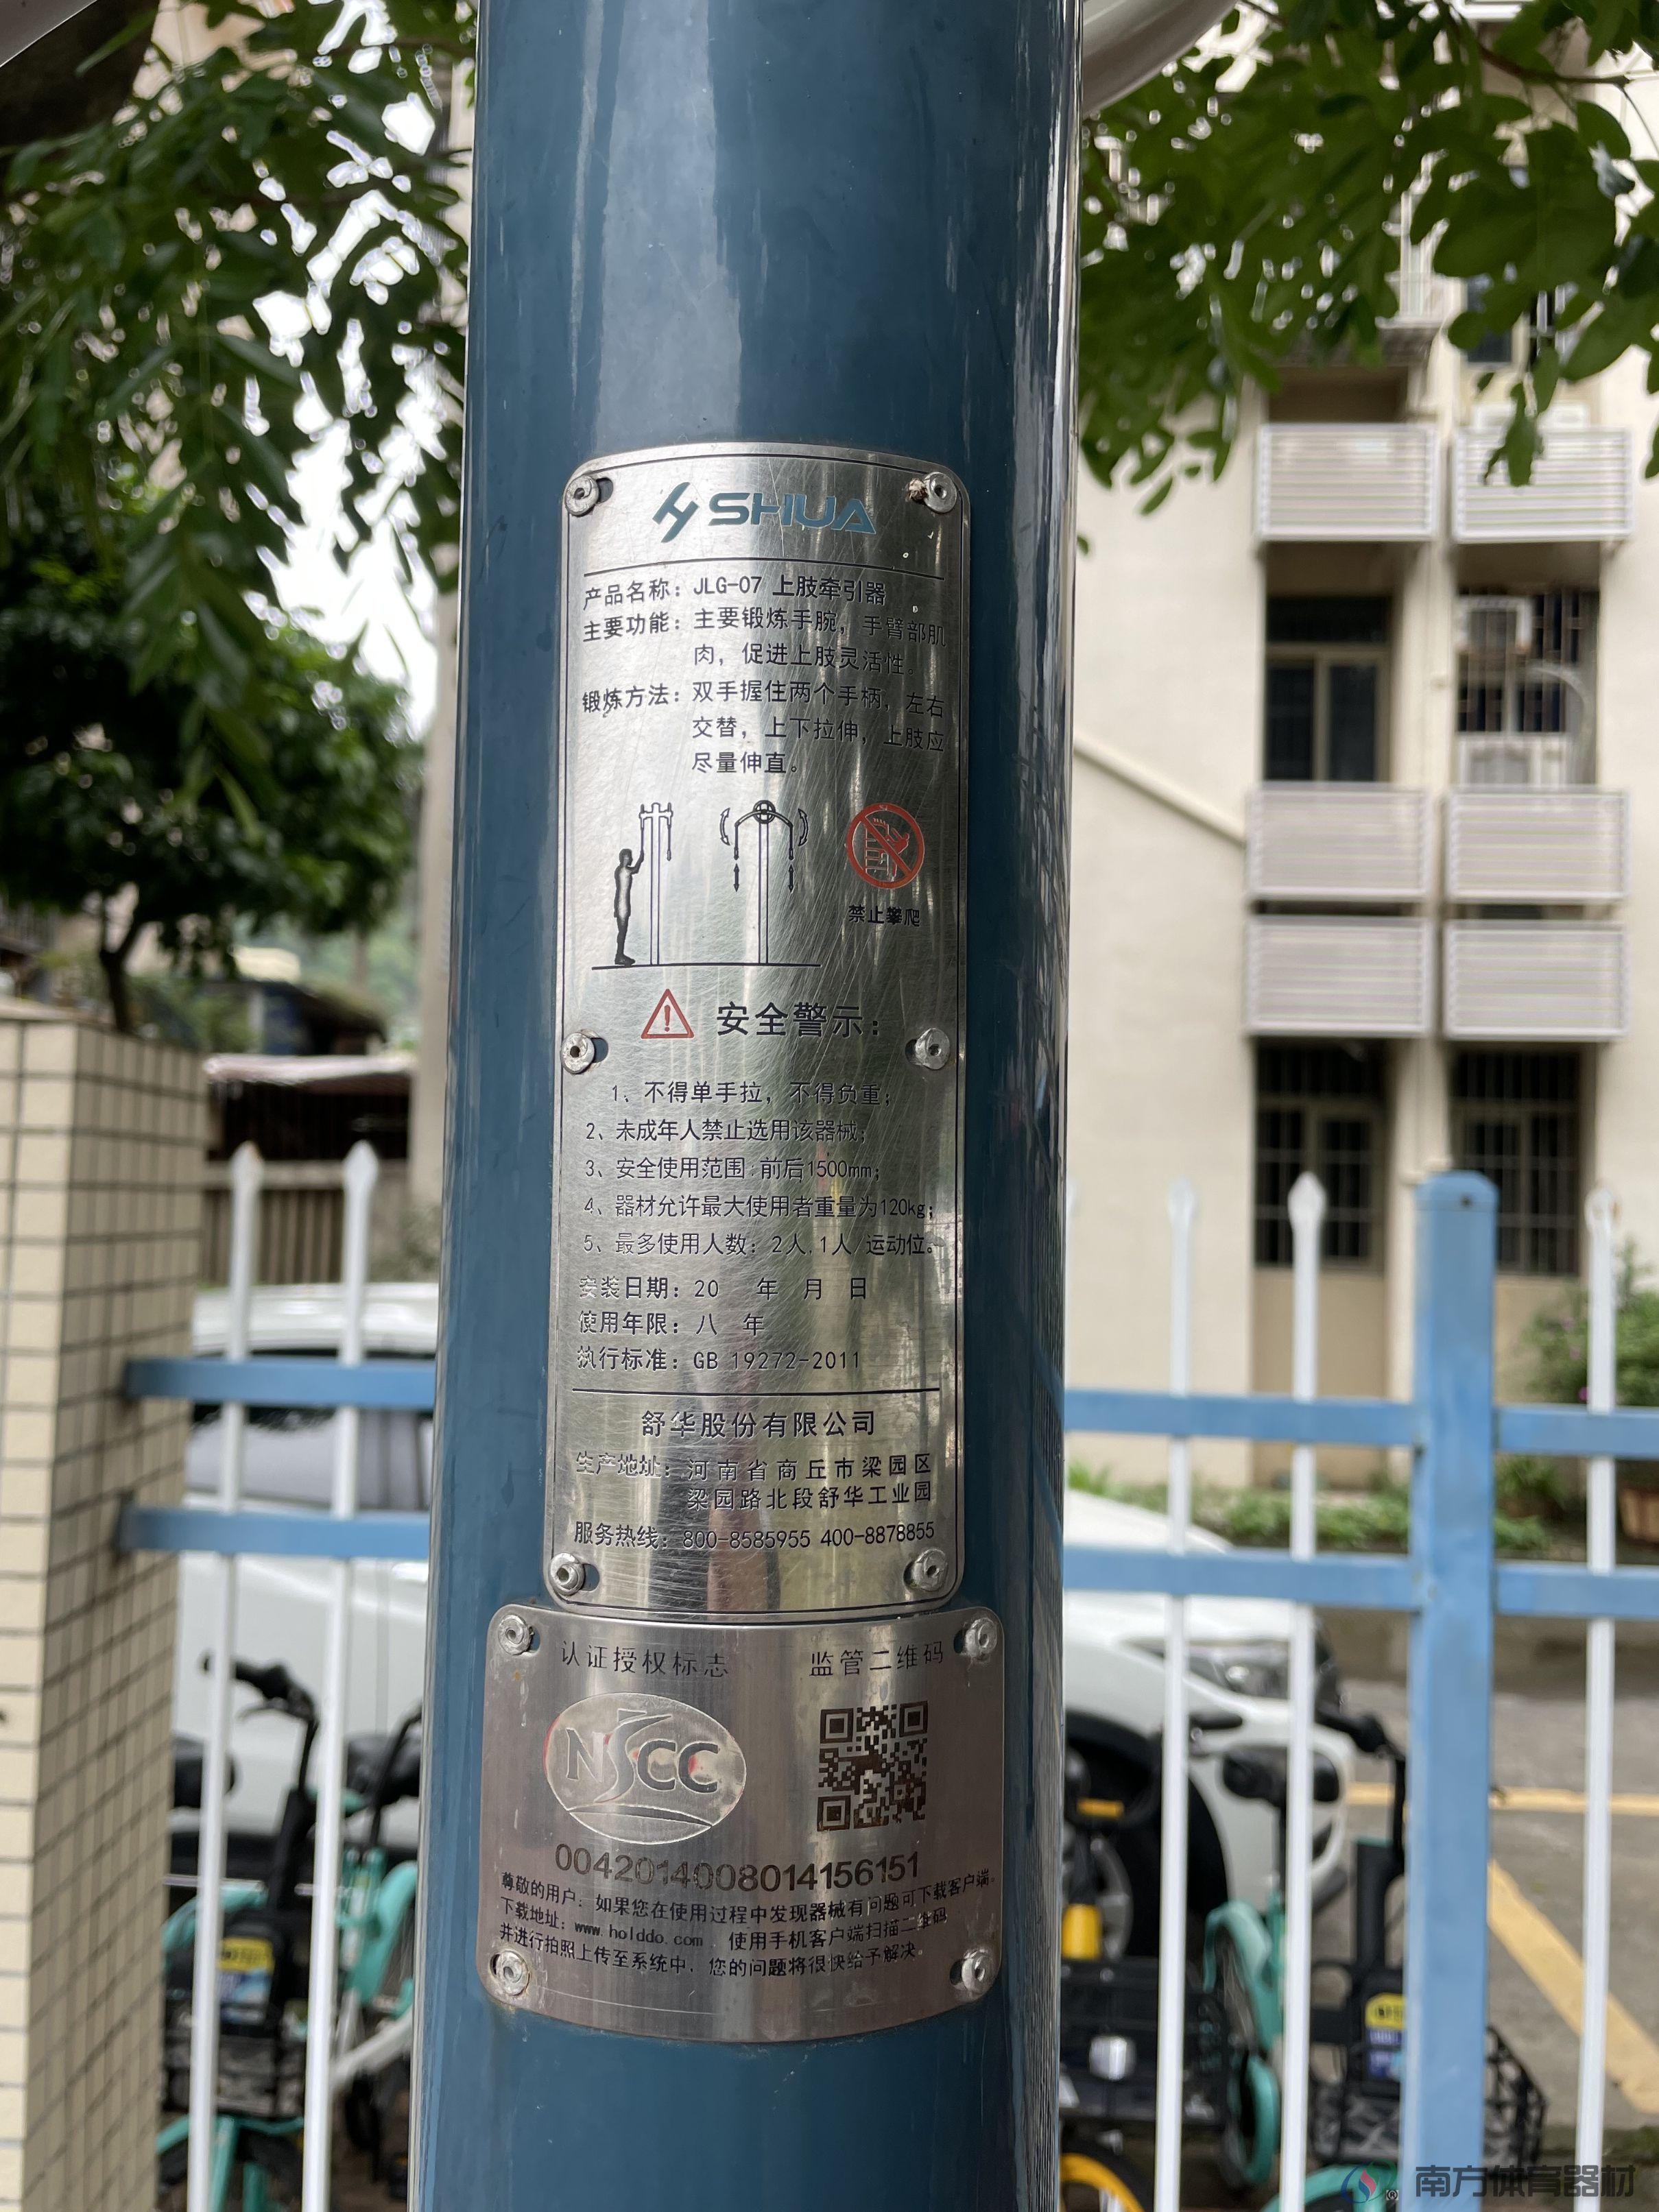 SHUA
产品名称：JLG-07 上肢牵引器
主要功能：主要锻炼手腕，手臂部肌
肉，促进上肢灵活性。
锻炼方法：双手握住两个手柄，左右
交替，上下拉伸，上肢应
尽量伸直。
禁止攀爬
安全警示：
1、不得单手拉，不得负重；
2、未成年人禁止选用该器械；
3、安全使用范围：前后1500mm；
4、器材允许最大使用者重量为120kg；
5、最多使用人数：2人,1人/运动位。
安装日期：20 年 月 日
使用年限：八 年
执行标准：GB 19272-2011
舒华股份有限公司
生产地址：河南省商丘市梁园区
梁园路北段舒华工业园
服务热线：800-8585955 400-8878855
认证授权标志 监管二维码
NSCC
0042014008014156151
尊敬的用户：如果您在使用过程中发现器械有问题可下载客户端。
下载地址：www.holddo.com 、使用手机客户端扫描二维码
并进行拍照上传至系统中，您的问题将很快给予解决。
南方体育器材